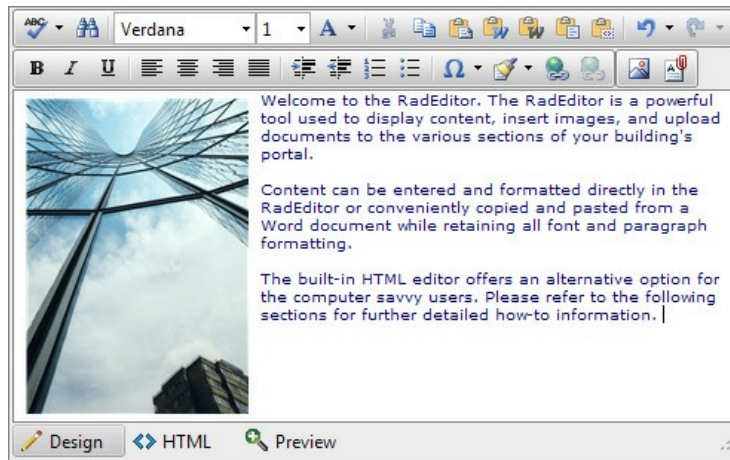 ABC Verdana 1 A
B I U Ω A
Welcome to the RadEditor. The RadEditor is a powerful
tool used to display content, insert images, and upload
documents to the various sections of your building's
portal.
Content can be entered and formatted directly in the
RadEditor or conveniently copied and pasted from a
Word document while retaining all font and paragraph
formatting.
The built-in HTML editor offers an alternative option for
the computer savvy users. Please refer to the following
sections for further detailed how-to information.
Design HTML Preview